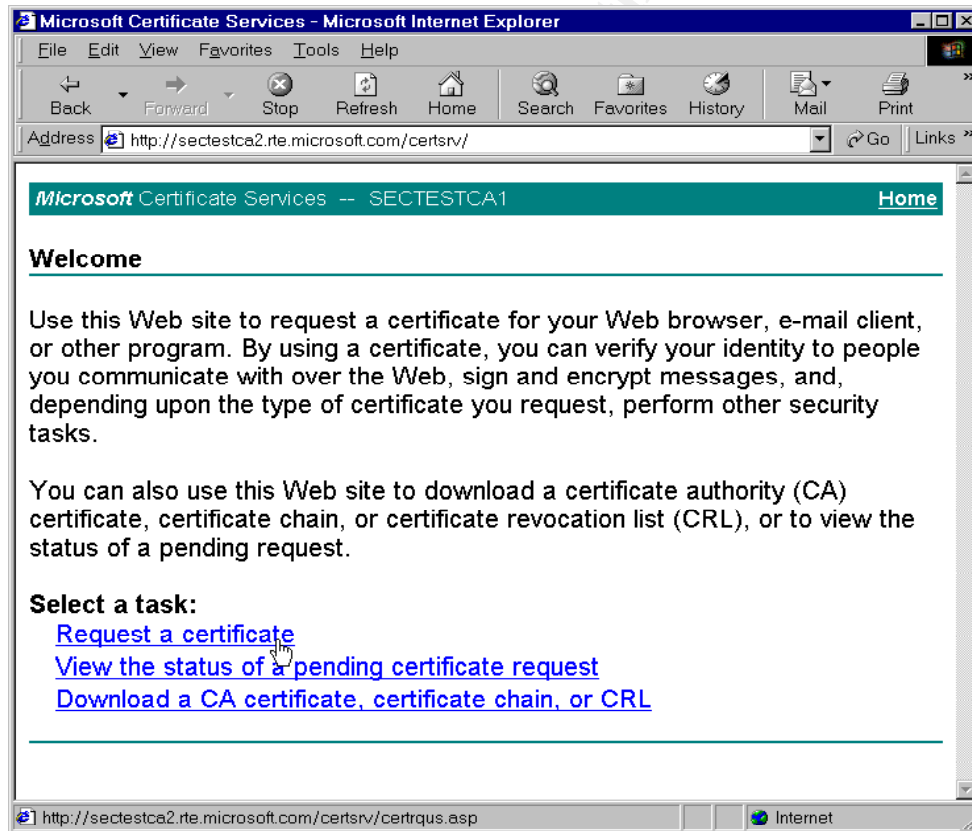 Microsoft Certificate Services - Microsoft Internet Explorer
File Edit View Favorites Tools Help
Back Forward Stop Refresh Home Search Favorites History Mail Print »
Address http://sectestca2.rte.microsoft.com/certsrv/ Go Links »
Microsoft Certificate Services -- SECTESTCA1 Home
Welcome
Use this Web site to request a certificate for your Web browser, e-mail client,
or other program. By using a certificate, you can verify your identity to people
you communicate with over the Web, sign and encrypt messages, and,
depending upon the type of certificate you request, perform other security
tasks.
You can also use this Web site to download a certificate authority (CA)
certificate, certificate chain, or certificate revocation list (CRL), or to view the
status of a pending request.
Select a task:
Request a certificate
View the status of a pending certificate request
Download a CA certificate, certificate chain, or CRL
http://sectestca2.rte.microsoft.com/certsrv/certrqus.asp Internet